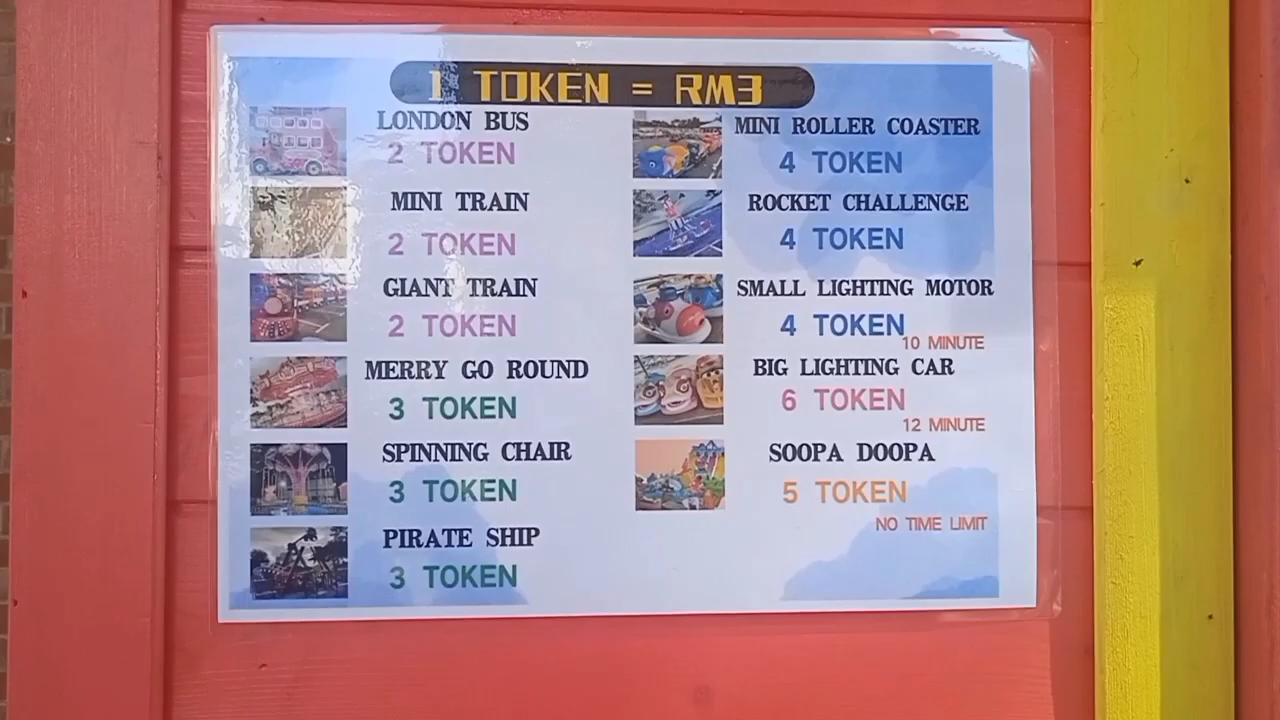 1 TOKEN = RM3
LONDON BUS
2 TOKEN
MINI TRAIN
2 TOKEN
GIANT TRAIN
2 TOKEN
MERRY GO ROUND
3 TOKEN
SPINNING CHAIR
3 TOKEN
PIRATE SHIP
3 TOKEN
MINI ROLLER COASTER
4 TOKEN
ROCKET CHALLENGE
4 TOKEN
SMALL LIGHTING MOTOR
4 TOKEN
10 MINUTE
BIG LIGHTING CAR
6 TOKEN
12 MINUTE
SOOPA DOOPA
5 TOKEN
NO TIME LIMIT